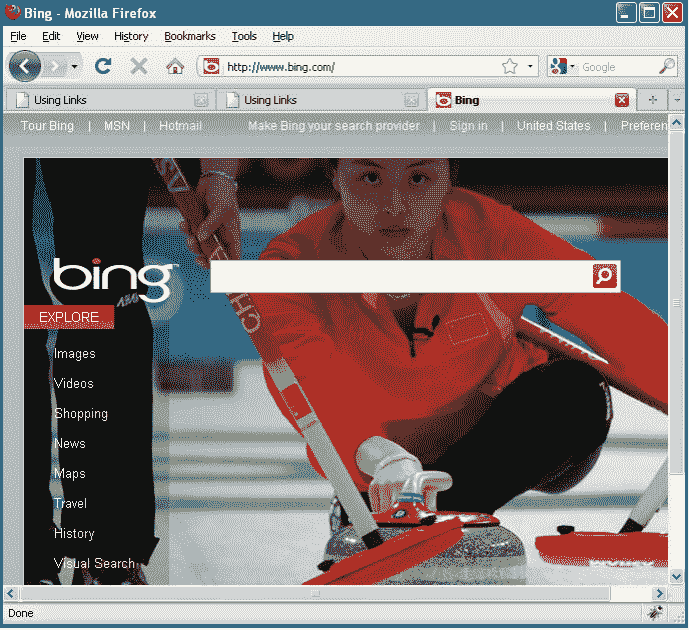 Bing - Mozilla Firefox
File Edit View History Bookmarks Tools Help
http://www.bing.com/ Google
Using Links Using Links Bing
Tour Bing | MSN | Hotmail Make Bing your search provider | Sign in | United States | Preferen
bing
EXPLORE
Images
Videos
Shopping
News
Maps
Travel
History
Visual Search
Done